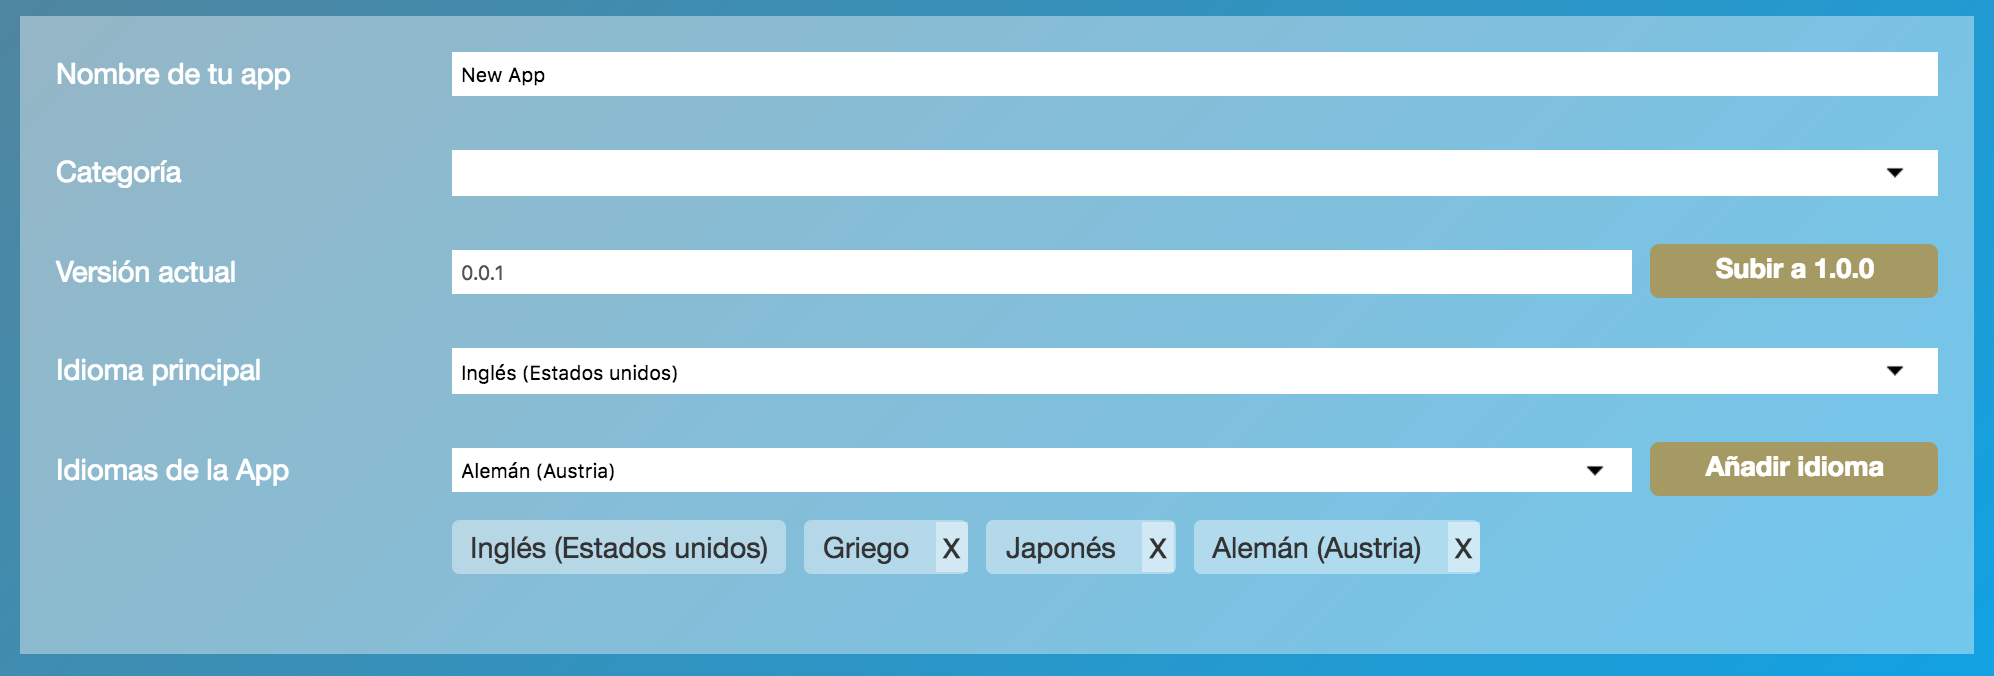 Nombre de tu app
New App
Categoría
Versión actual
0.0.1
Subir a 1.0.0
Idioma principal
Inglés (Estados unidos)
Idiomas de la App
Alemán (Austria)
Añadir idioma
Inglés (Estados unidos)
Griego X
Japonés X
Alemán (Austria) X